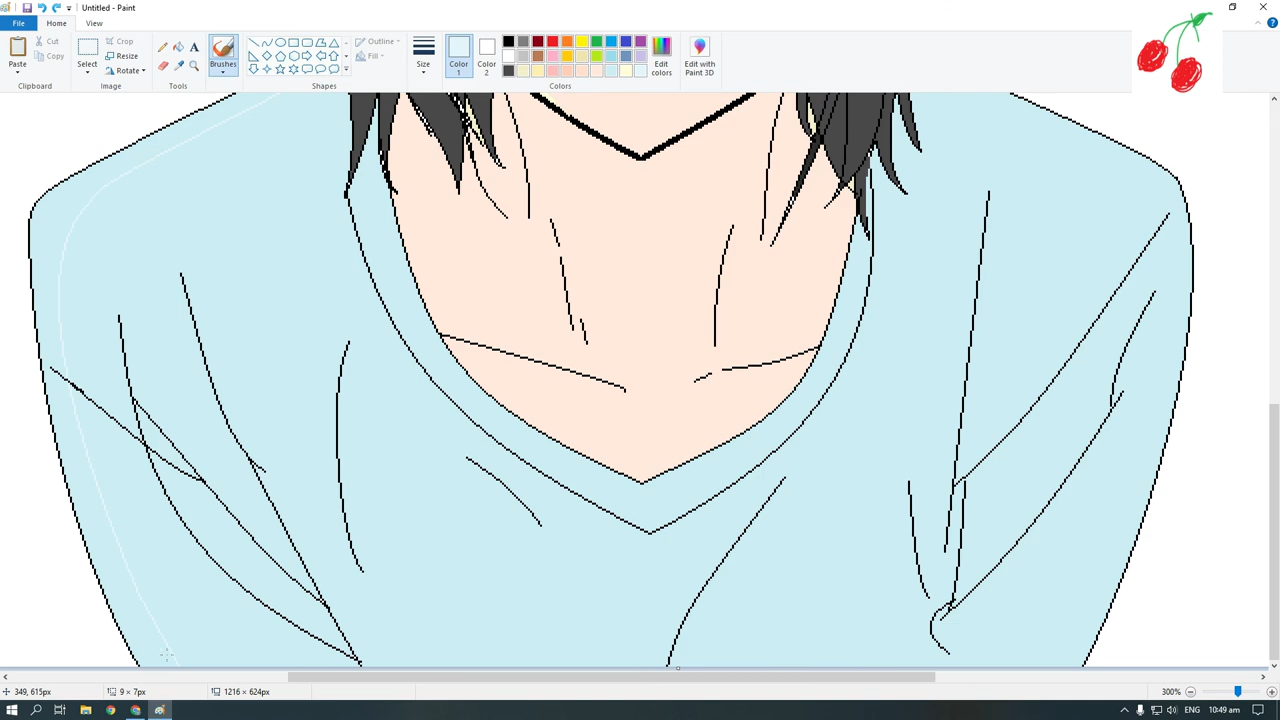 Untitled - Paint
File
Home
View
Paste
Cut
Copy
Clipboard
Select
Crop
Resize
Rotate
Image
Tools
Brushes
Shapes
Outline
Fill
Size
Color 1
Color 2
Edit colors
Edit with Paint 3D
Colors
349, 615px
9 × 7px
1216 × 624px
300%
ENG
10:49 am